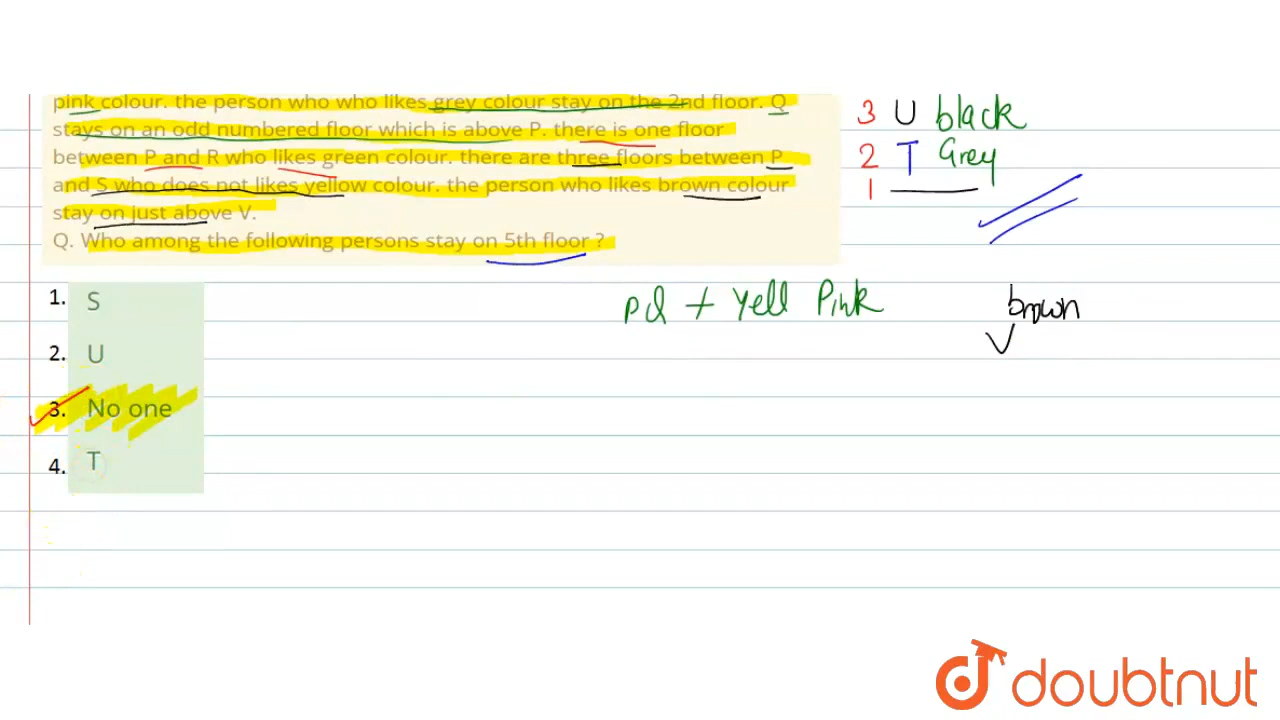 pink colour. the person who who likes grey colour stay on the 2nd floor. Q
stays on an odd numbered floor which is above P. there is one floor
between P and R who likes green colour. there are three floors between P
and S who does not likes yellow colour. the person who likes brown colour
stay on just above V.
Q. Who among the following persons stay on 5th floor ?
3 U black
2 T Grey
1
1. S
2. U
3. No one
4. T
Pd + Yell Pink
brown
V
doubtnut